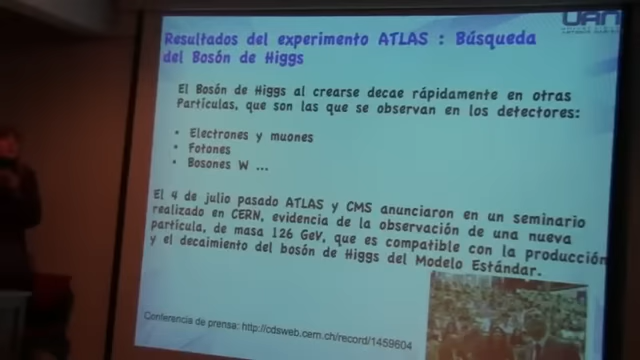 UAN
Resultados del experimento ATLAS : Búsqueda
del Bosón de Higgs
El Bosón de Higgs al crearse decae rápidamente en otras
Partículas, que son las que se observan en los detectores:
• Electrones y muones
• Fotones
• Bosones W ...
El 4 de julio pasado ATLAS y CMS anunciaron en un seminario
realizado en CERN, evidencia de la observación de una nueva
partícula, de masa 126 GeV, que es compatible con la producción
y el decaimiento del bosón de Higgs del Modelo Estándar.
Conferencia de prensa: http://cdsweb.cern.ch/record/1459604